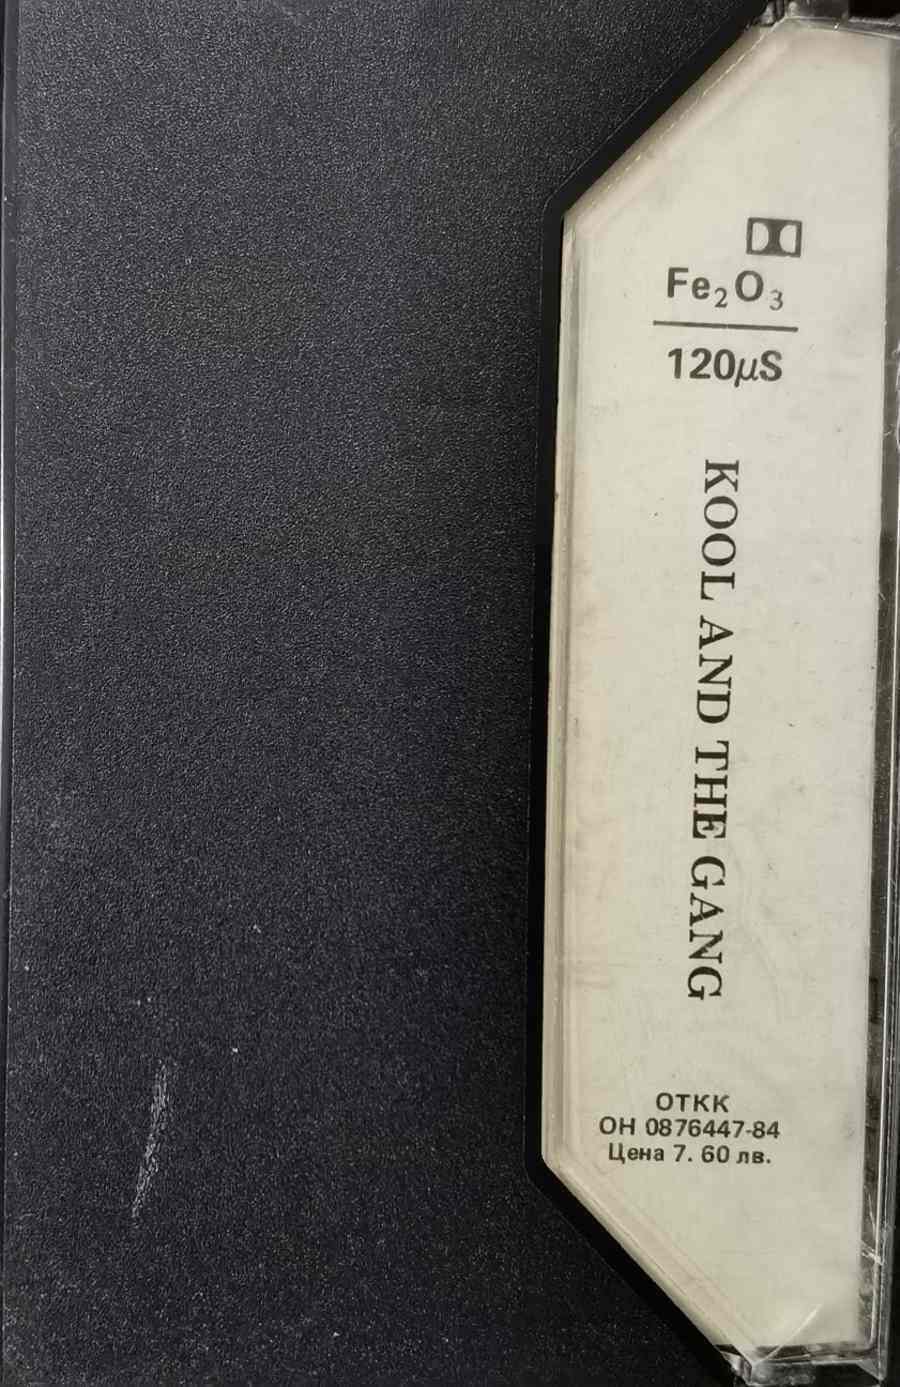 Fe₂O₃
120μS
KOOL AND THE GANG
ОТКК
ОН 0876447-84
Цена 7. 60 лв.